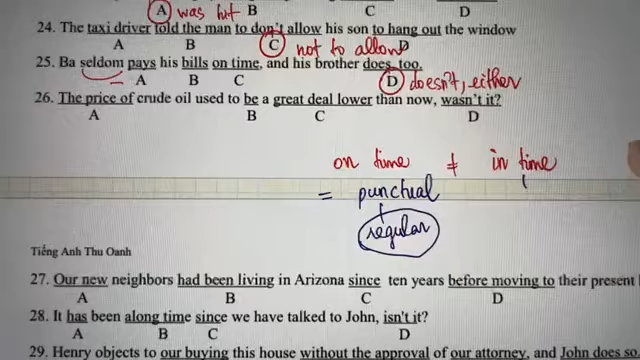 A was hit B C D
24. The taxi driver told the man to don't allow his son to hang out the window
A B C not to allow D
25. Ba seldom pays his bills on time, and his brother does, too.
A B C D doesn't, either
26. The price of crude oil used to be a great deal lower than now, wasn't it?
A B C D
on time ≠ in time
= punctual
regular
Tiếng Anh Thu Oanh
27. Our new neighbors had been living in Arizona since ten years before moving to their present
A B C D
28. It has been along time since we have talked to John, isn't it?
A B C D
29. Henry objects to our buying this house without the approval of our attorney, and John does so